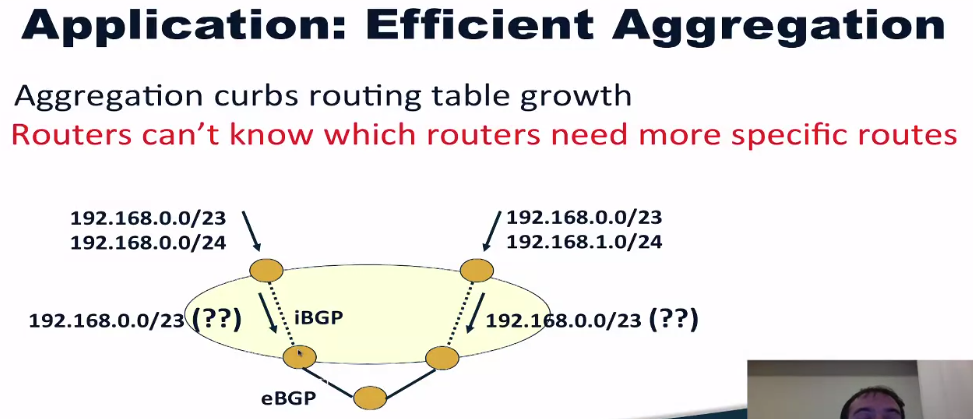 Application: Efficient Aggregation
Aggregation curbs routing table growth
Routers can't know which routers need more specific routes
192.168.0.0/23
192.168.0.0/24
192.168.0.0/23
192.168.1.0/24
192.168.0.0/23 (??)
iBGP
192.168.0.0/23 (??)
eBGP